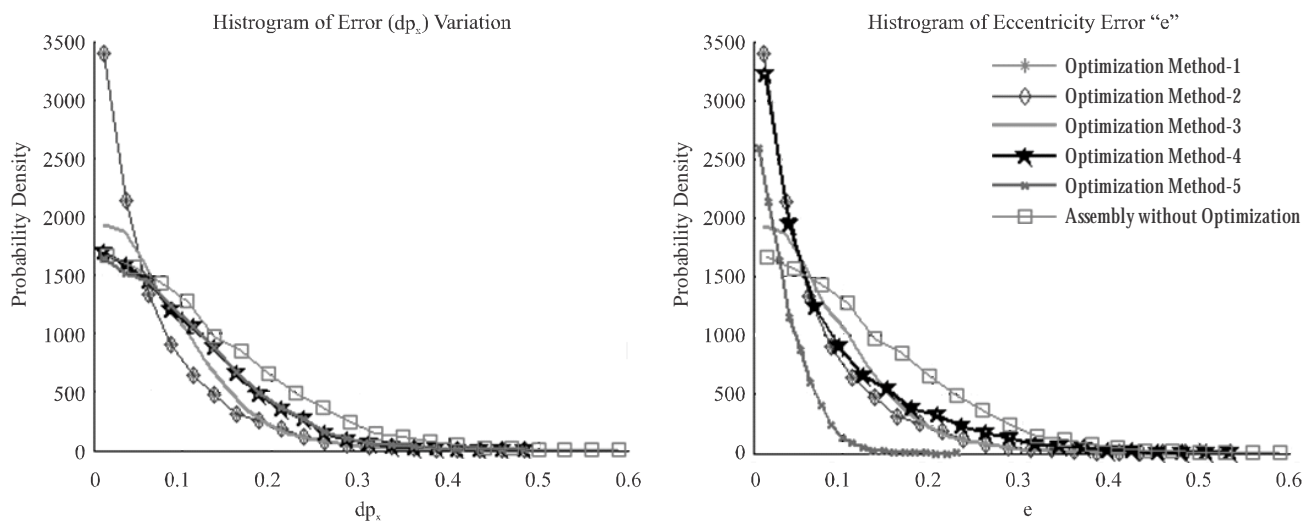 Histrogram of Error (dpₓ) Variation
Probability Density
3500
3000
2500
2000
1500
1000
500
0
0 0.1 0.2 0.3 0.4 0.5 0.6
dpₓ
Histrogram of Eccentricity Error “e”
Probability Density
3500
3000
2500
2000
1500
1000
500
0
0 0.1 0.2 0.3 0.4 0.5 0.6
e
Optimization Method-1
Optimization Method-2
Optimization Method-3
Optimization Method-4
Optimization Method-5
Assembly without Optimization